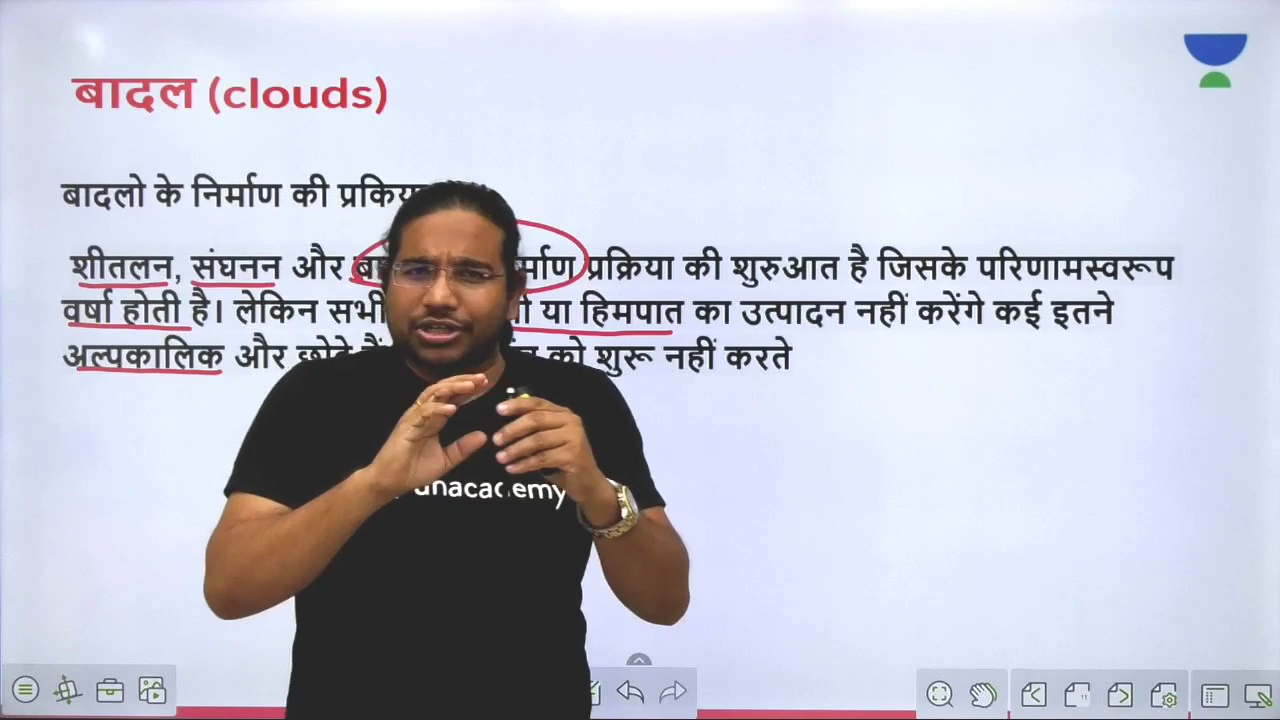 बादल (clouds)
बादलो के निर्माण की
शीतलन, संघनन और प्रक्रिया की शुरुआत है जिसके परिणामस्वरूप
वर्षा होती है। लेकिन सभी या हिमपात का उत्पादन नहीं करेंगे कई इतने
अल्पकालिक और को शुरू नहीं करते
unacademy